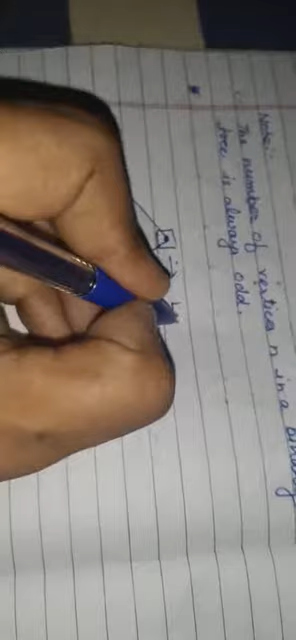 Note:-
The number of vertices n in a binary
tree is always odd.